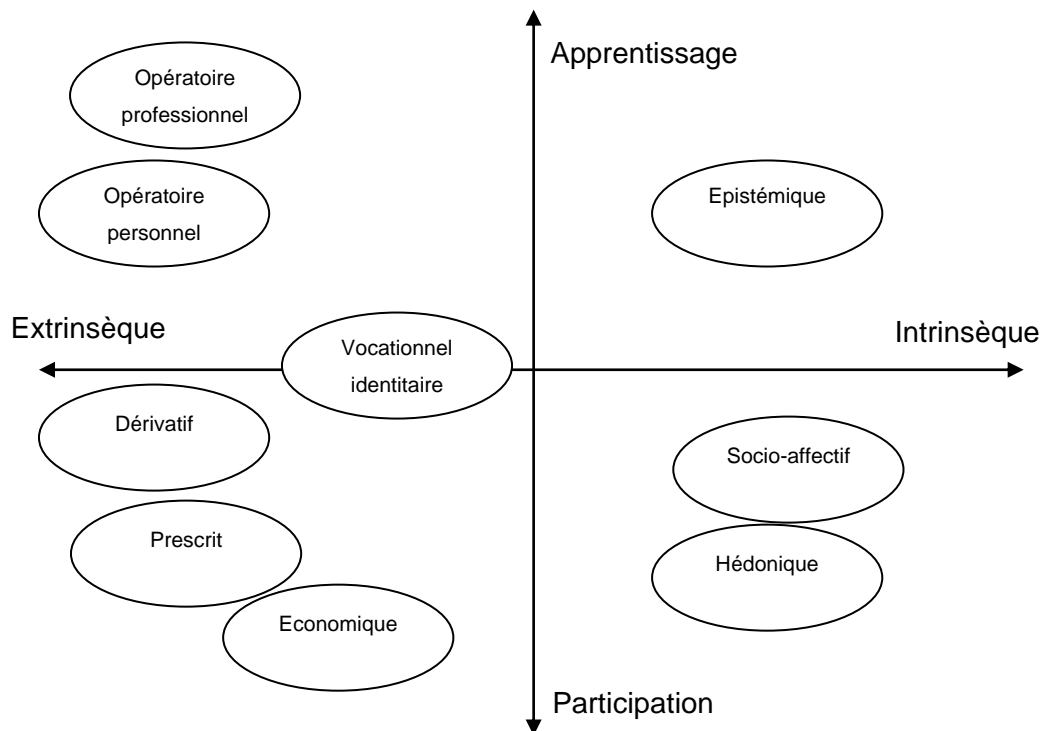 Apprentissage
Opératoire
professionnel
Opératoire
personnel
Epistémique
Extrinsèque
Intrinsèque
Vocationnel
identitaire
Dérivatif
Socio-affectif
Prescrit
Hédonique
Economique
Participation